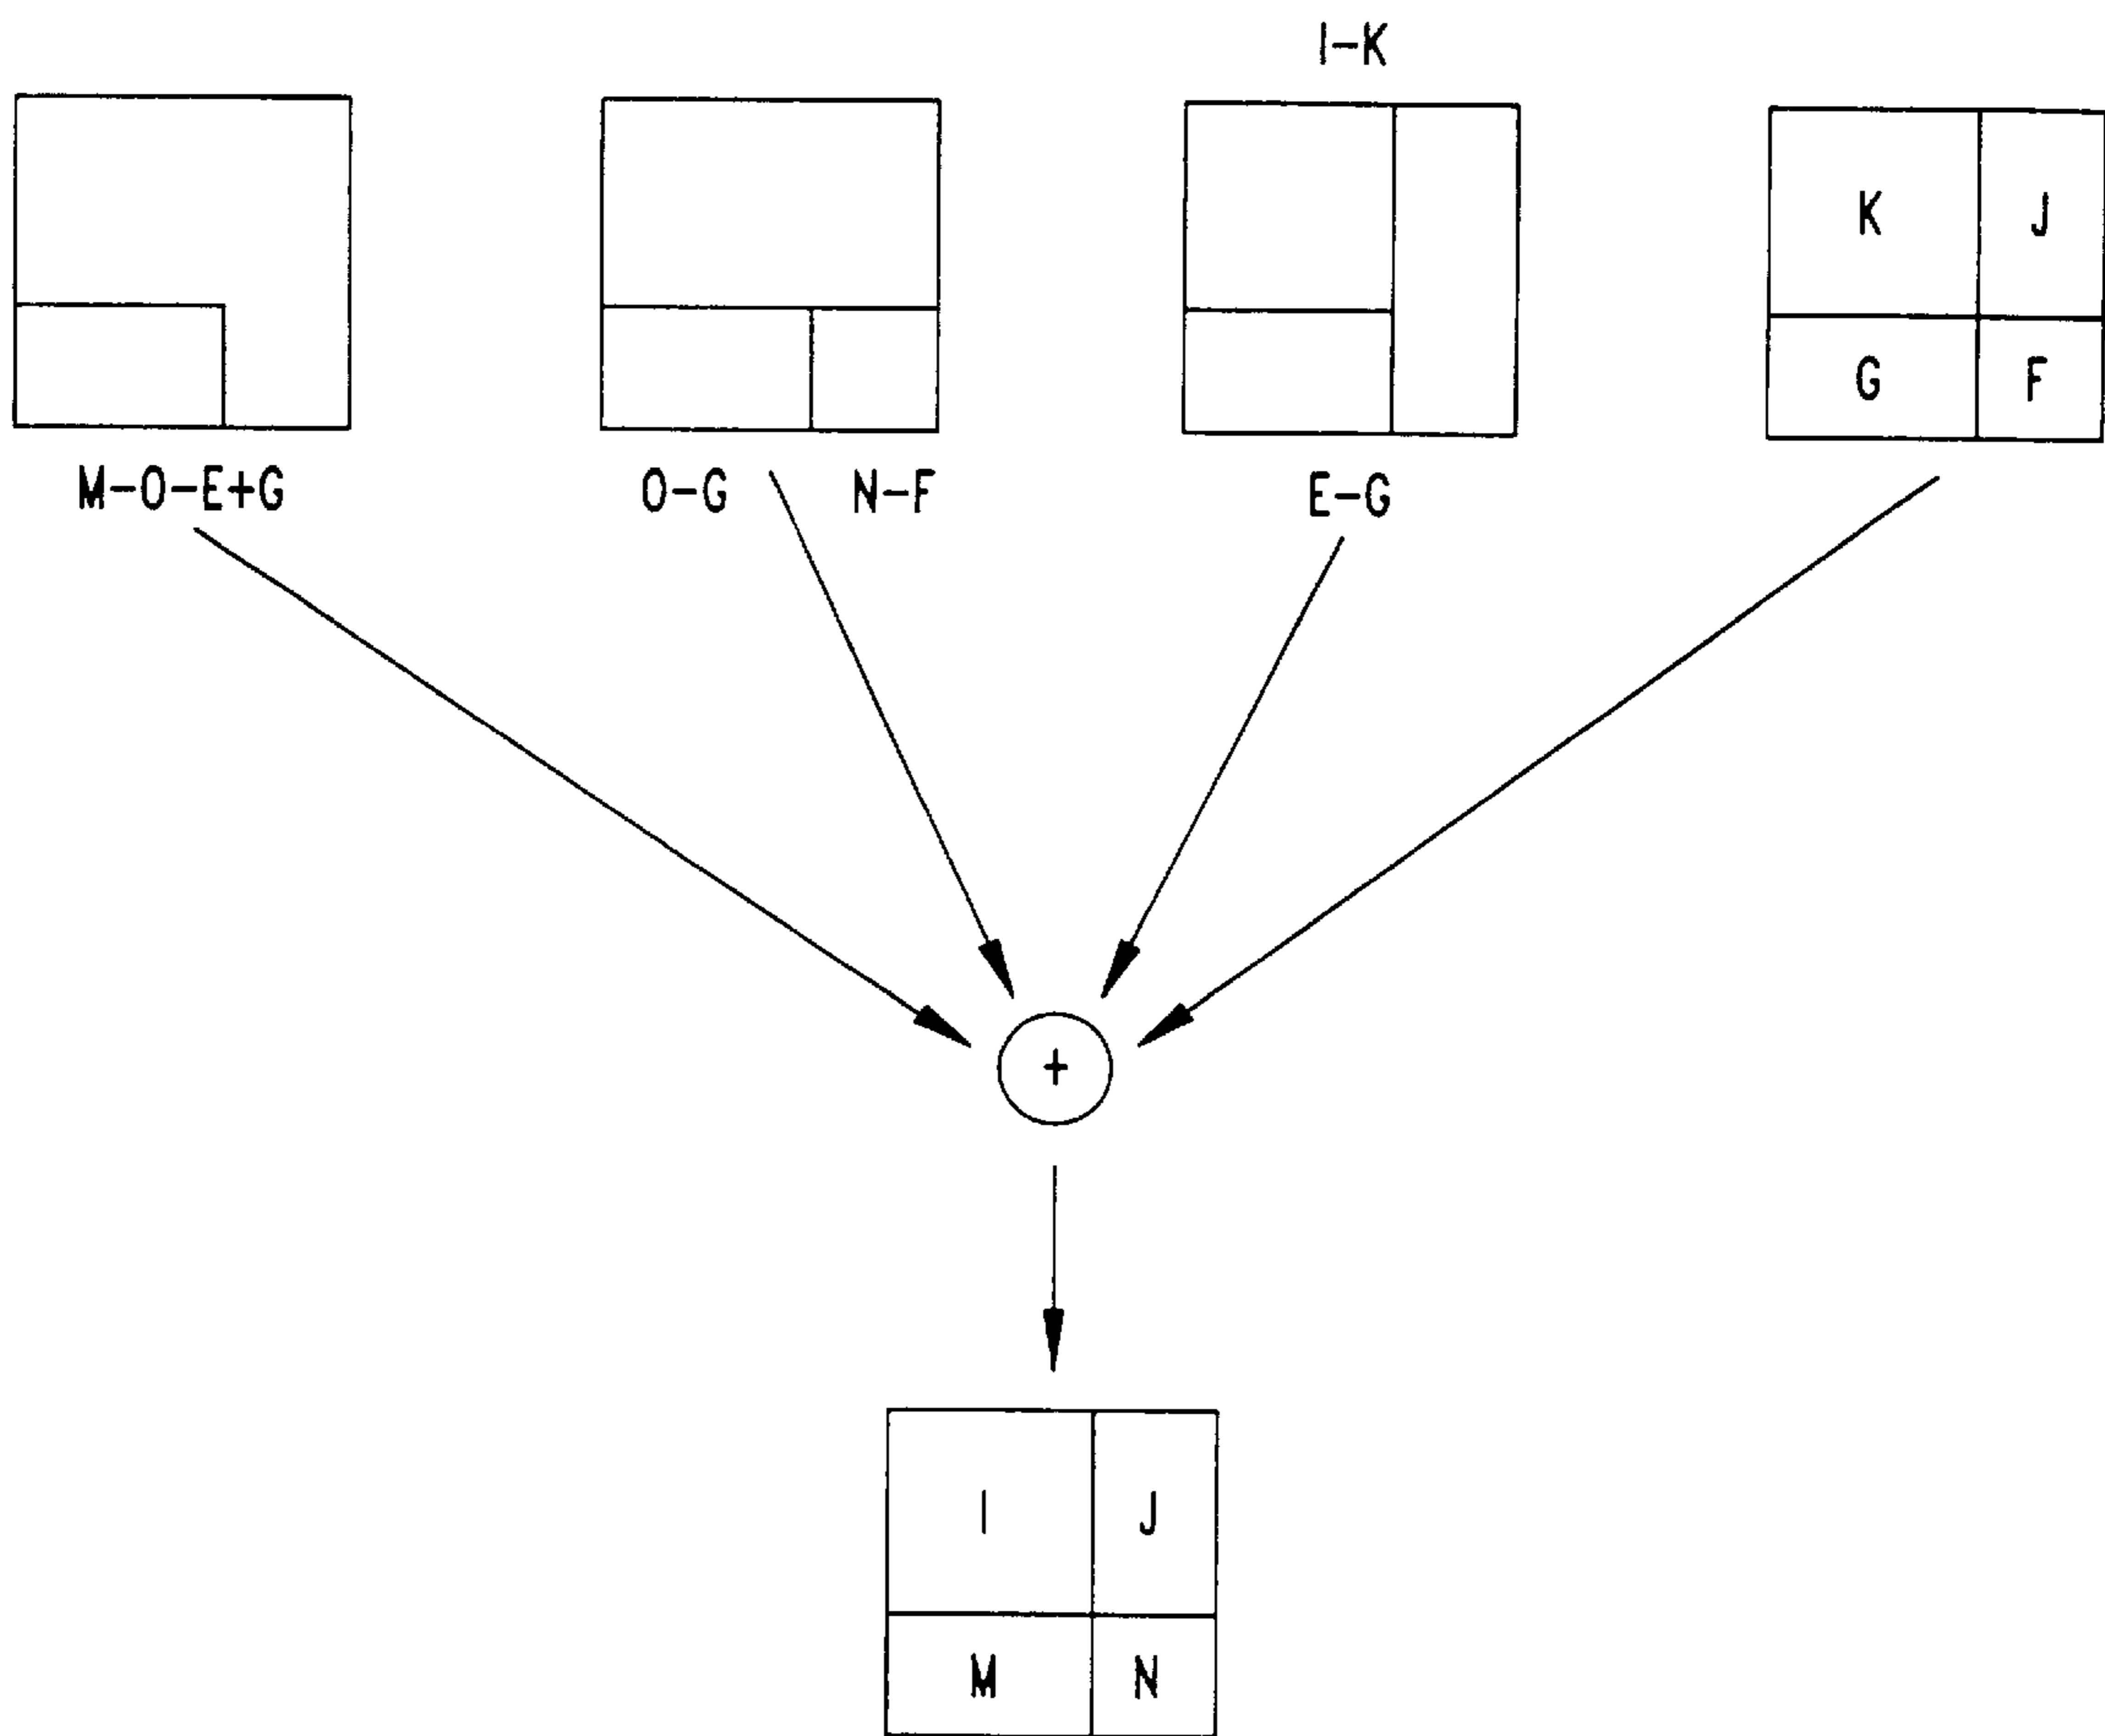 I-K
K J
G F
M-O-E+G O-G N-F E-G
+
I J
M N